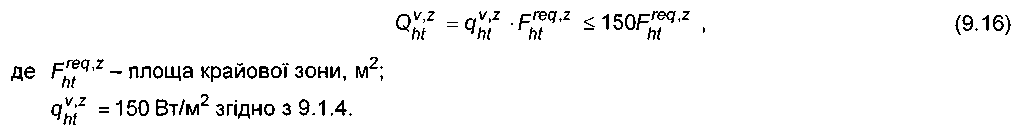 Q_{ht}^{v,z} = q_{ht}^{v,z} · F_{ht}^{req,z} ≤ 150F_{ht}^{req,z} , (9.16)
де F_{ht}^{req,z} – площа крайової зони, м²;
q_{ht}^{v,z} = 150 Вт/м² згідно з 9.1.4.